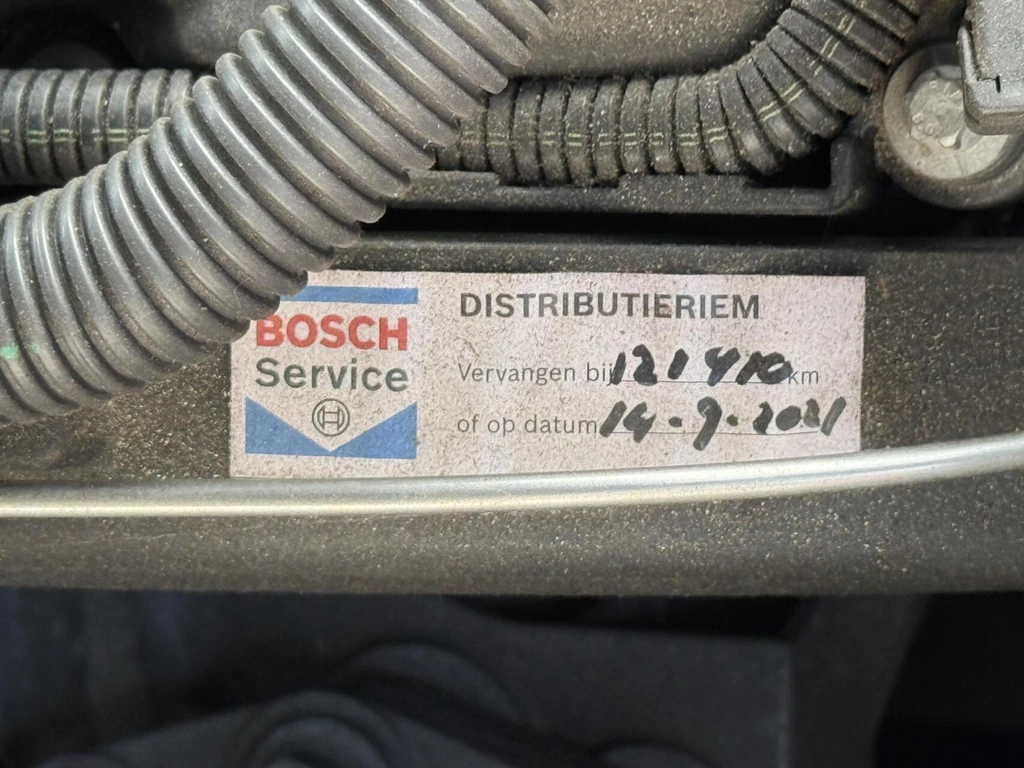 BOSCH
Service
DISTRIBUTIERIEM
Vervangen bij 121410 km
of op datum 14-9-2021